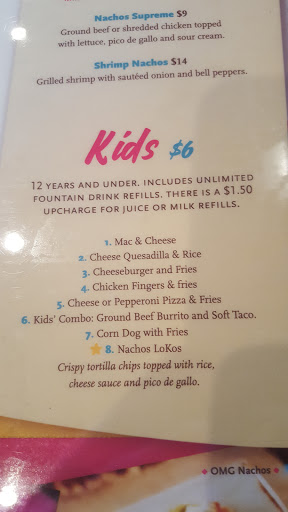 Nachos Supreme $9
Ground beef or shredded chicken topped
with lettuce, pico de gallo and sour cream.
Shrimp Nachos $14
Grilled shrimp with sautéed onion and bell peppers.
Kids $6
12 YEARS AND UNDER. INCLUDES UNLIMITED
FOUNTAIN DRINK REFILLS. THERE IS A $1.50
UPCHARGE FOR JUICE OR MILK REFILLS.
1. Mac & Cheese
2. Cheese Quesadilla & Rice
3. Cheeseburger and Fries
4. Chicken Fingers & fries
5. Cheese or Pepperoni Pizza & Fries
6. Kids' Combo: Ground Beef Burrito and Soft Taco.
7. Corn Dog with Fries
8. Nachos LoKos
Crispy tortilla chips topped with rice,
cheese sauce and pico de gallo.
OMG Nachos